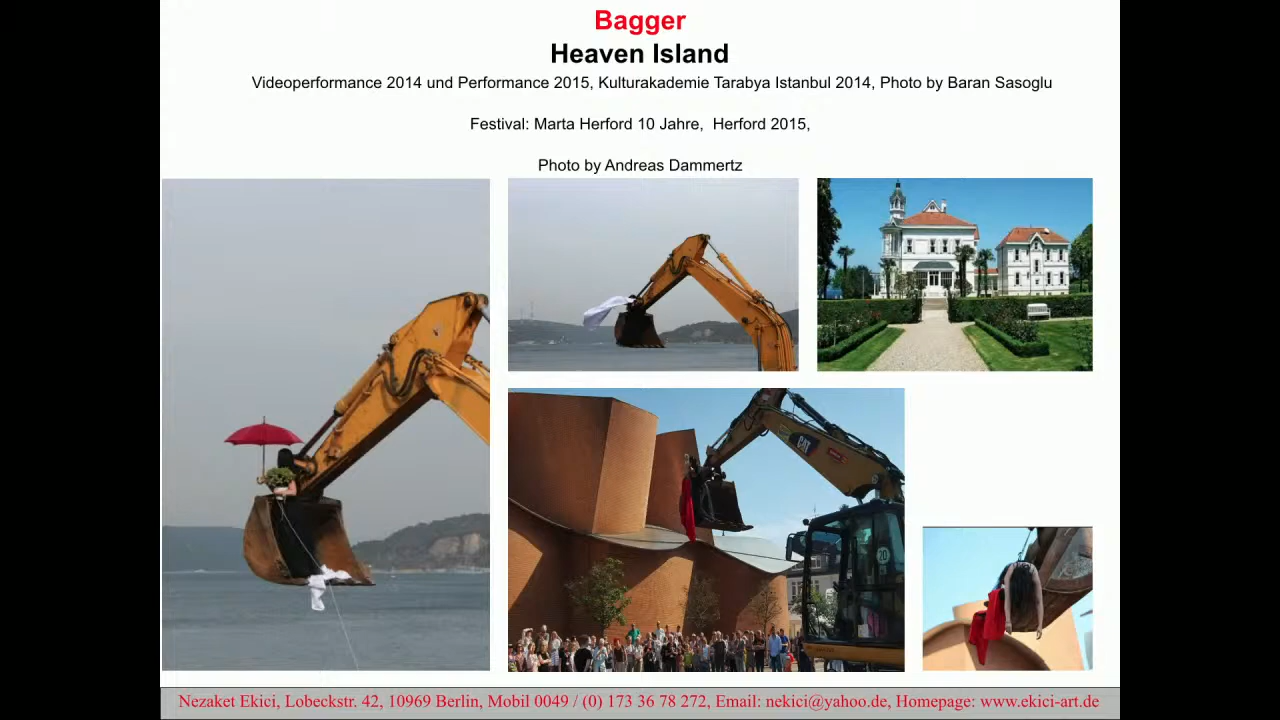 Bagger
Heaven Island
Videoperformance 2014 und Performance 2015, Kulturakademie Tarabya Istanbul 2014, Photo by Baran Sasoglu
Festival: Marta Herford 10 Jahre,  Herford 2015,
Photo by Andreas Dammertz
CAT
20
Nezaket Ekici, Lobeckstr. 42, 10969 Berlin, Mobil 0049 / (0) 173 36 78 272, Email: nekici@yahoo.de, Homepage: www.ekici-art.de